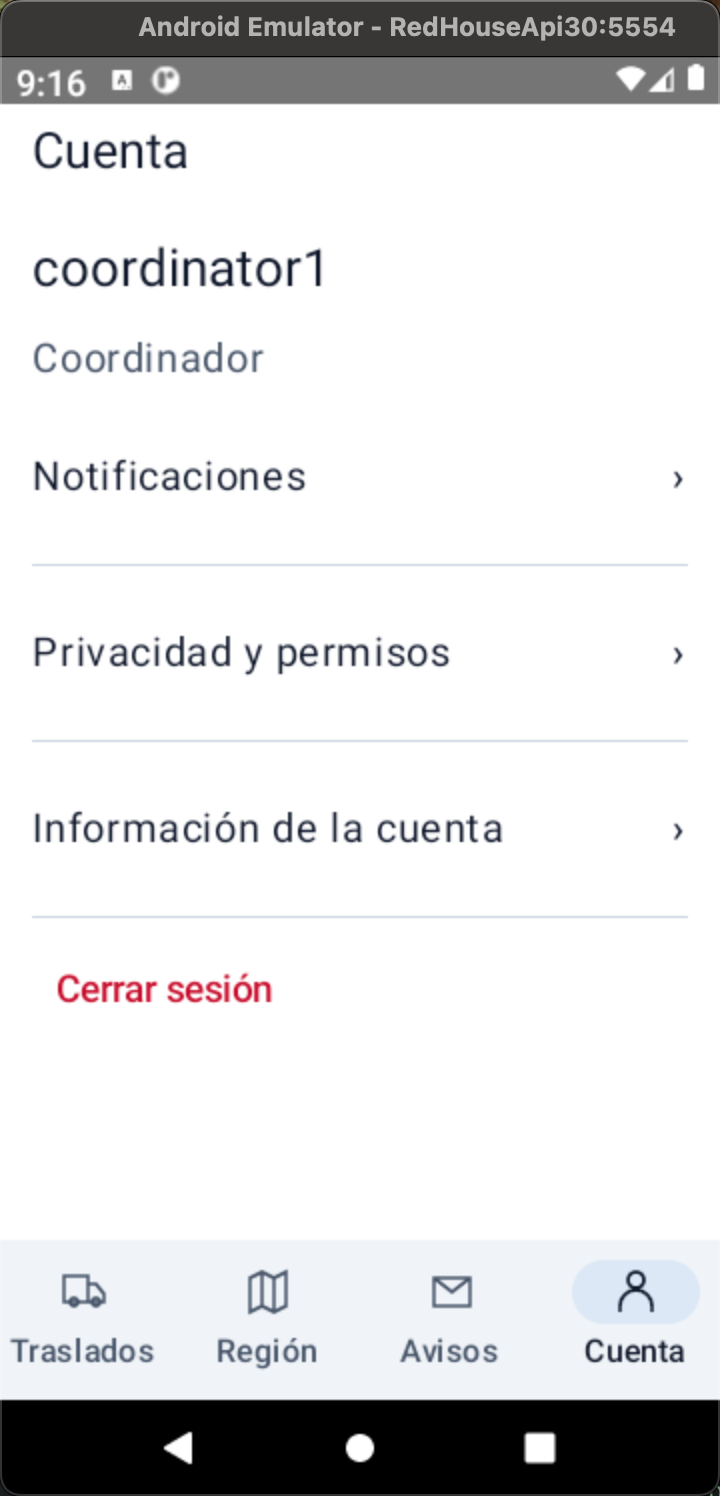 Android Emulator - RedHouseApi30:5554
9:16
Cuenta
coordinator1
Coordinador
Notificaciones ›
Privacidad y permisos ›
Información de la cuenta ›
Cerrar sesión
Traslados Región Avisos Cuenta